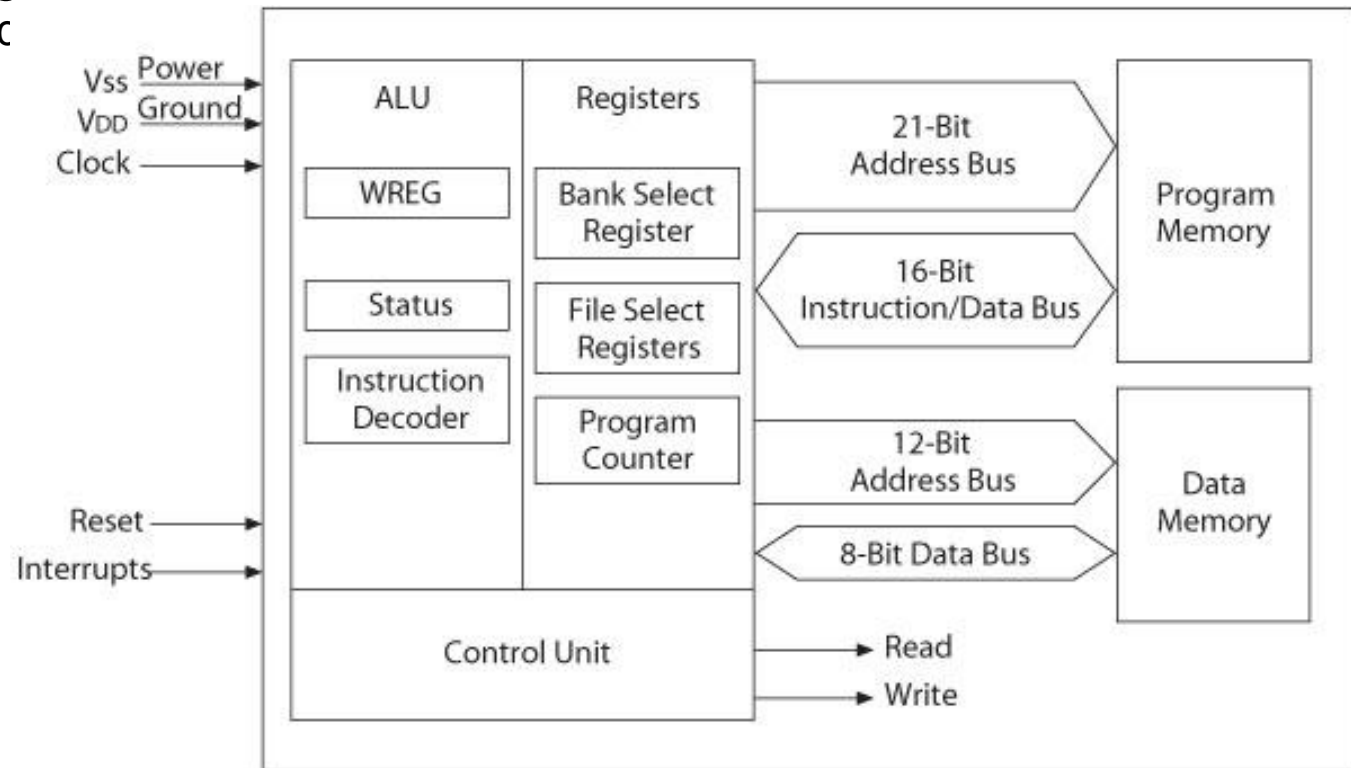 Vss Power
VDD Ground
Clock
Reset
Interrupts
ALU
WREG
Status
Instruction
Decoder
Registers
Bank Select
Register
File Select
Registers
Program
Counter
Control Unit
21-Bit
Address Bus
16-Bit
Instruction/Data Bus
12-Bit
Address Bus
8-Bit Data Bus
Read
Write
Program
Memory
Data
Memory